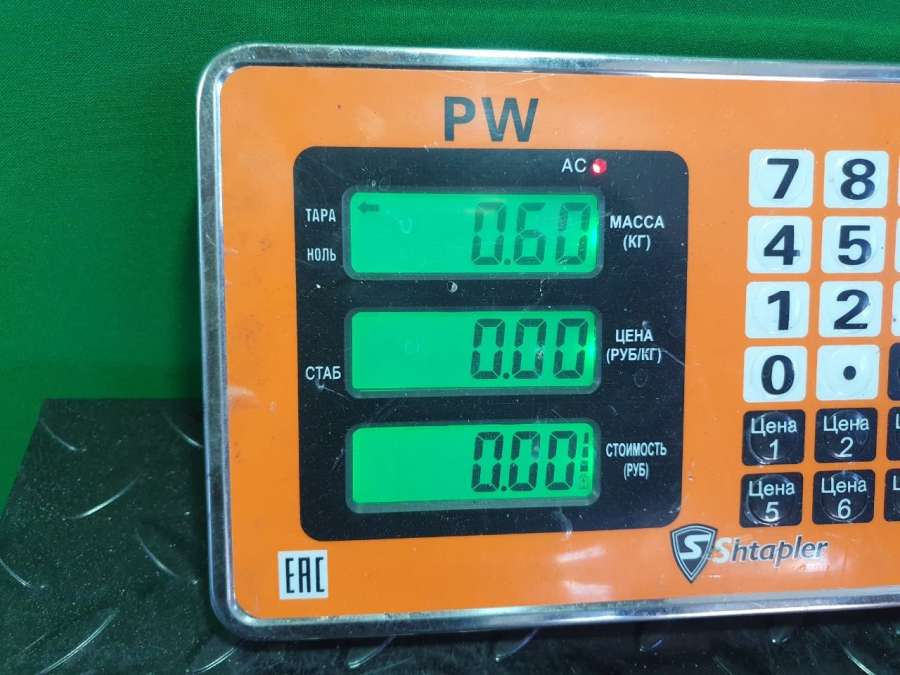 PW
AC
ТАРА
НОЛЬ
0.60
МАССА
(КГ)
СТАБ
0.00
ЦЕНА
(РУБ/КГ)
0.00
СТОИМОСТЬ
(РУБ)
7 8
4 5
1 2
0 .
Цена 1
Цена 2
Цена 5
Цена 6
S Shtapler
EAC